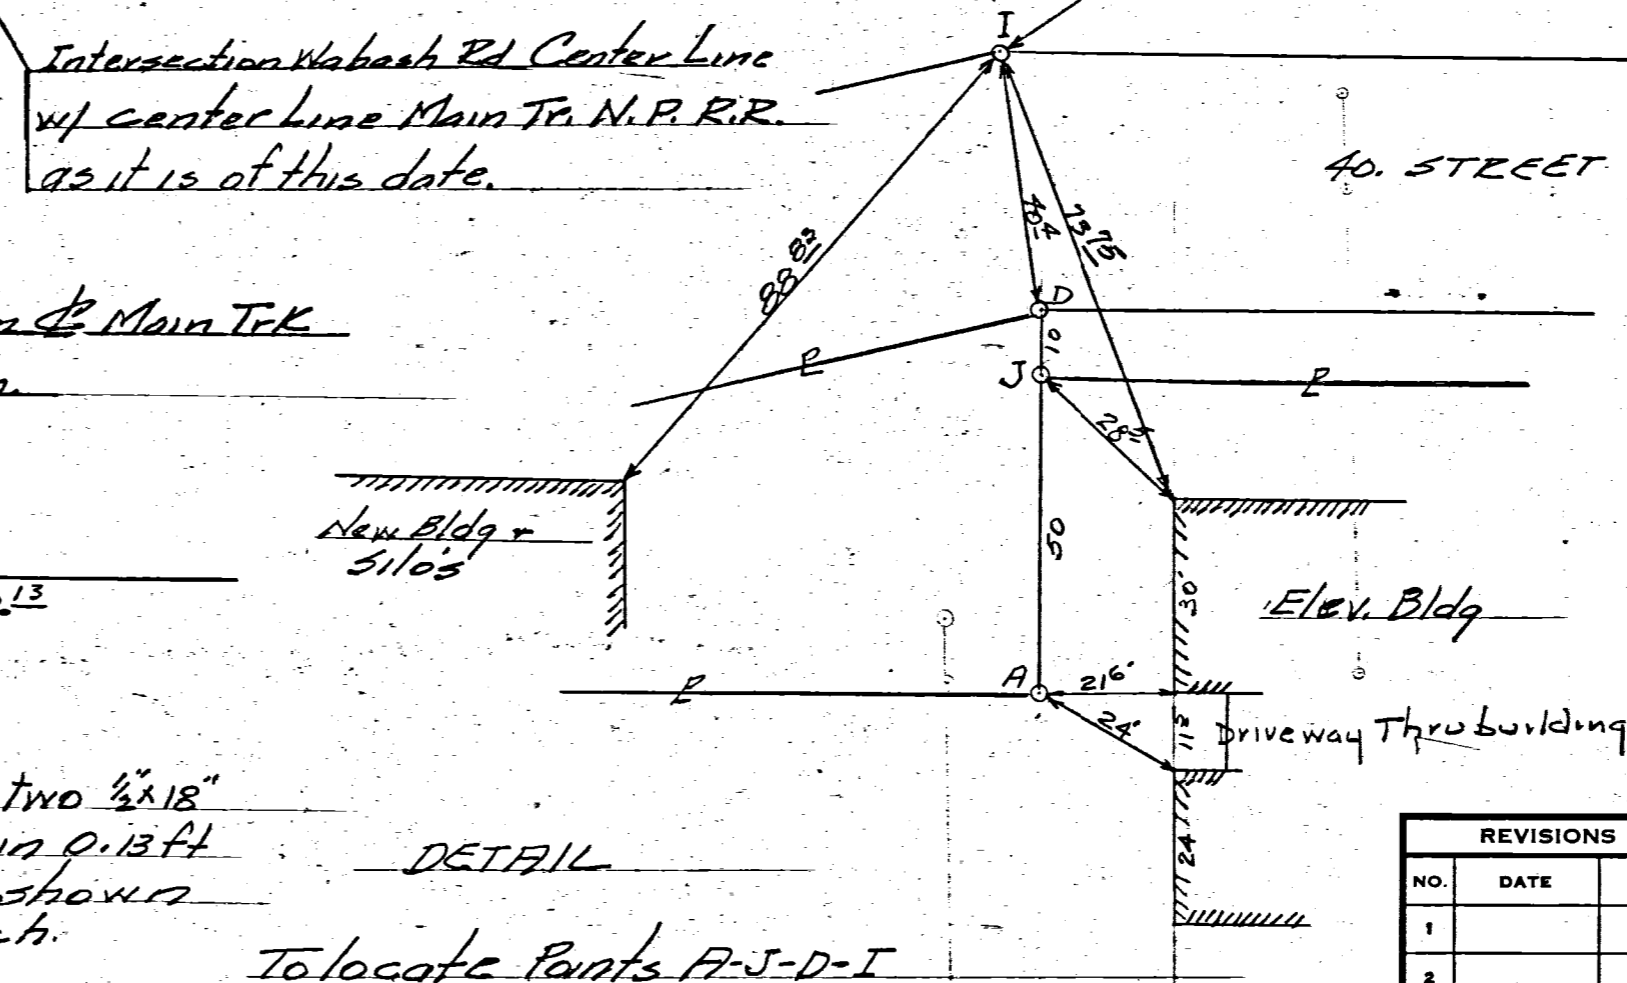 I
Intersection Wabash Rd Center Line
w/ Center Line Main Tr. N.P. R.R.
as it is of this date.
40. STREET
88 83
40 4
73 75
D
Main Trk
10
J
P
P
28 5
New Bldg &
Silo's
50
30'
Elev. Bldg
13
A
P
21 6'
24'
11 3
Driveway Thru building
two 1/2"x18"
in 0.13 ft
shown
24
DETAIL
To locate Points A-J-D-I
REVISIONS
NO. DATE
1
2